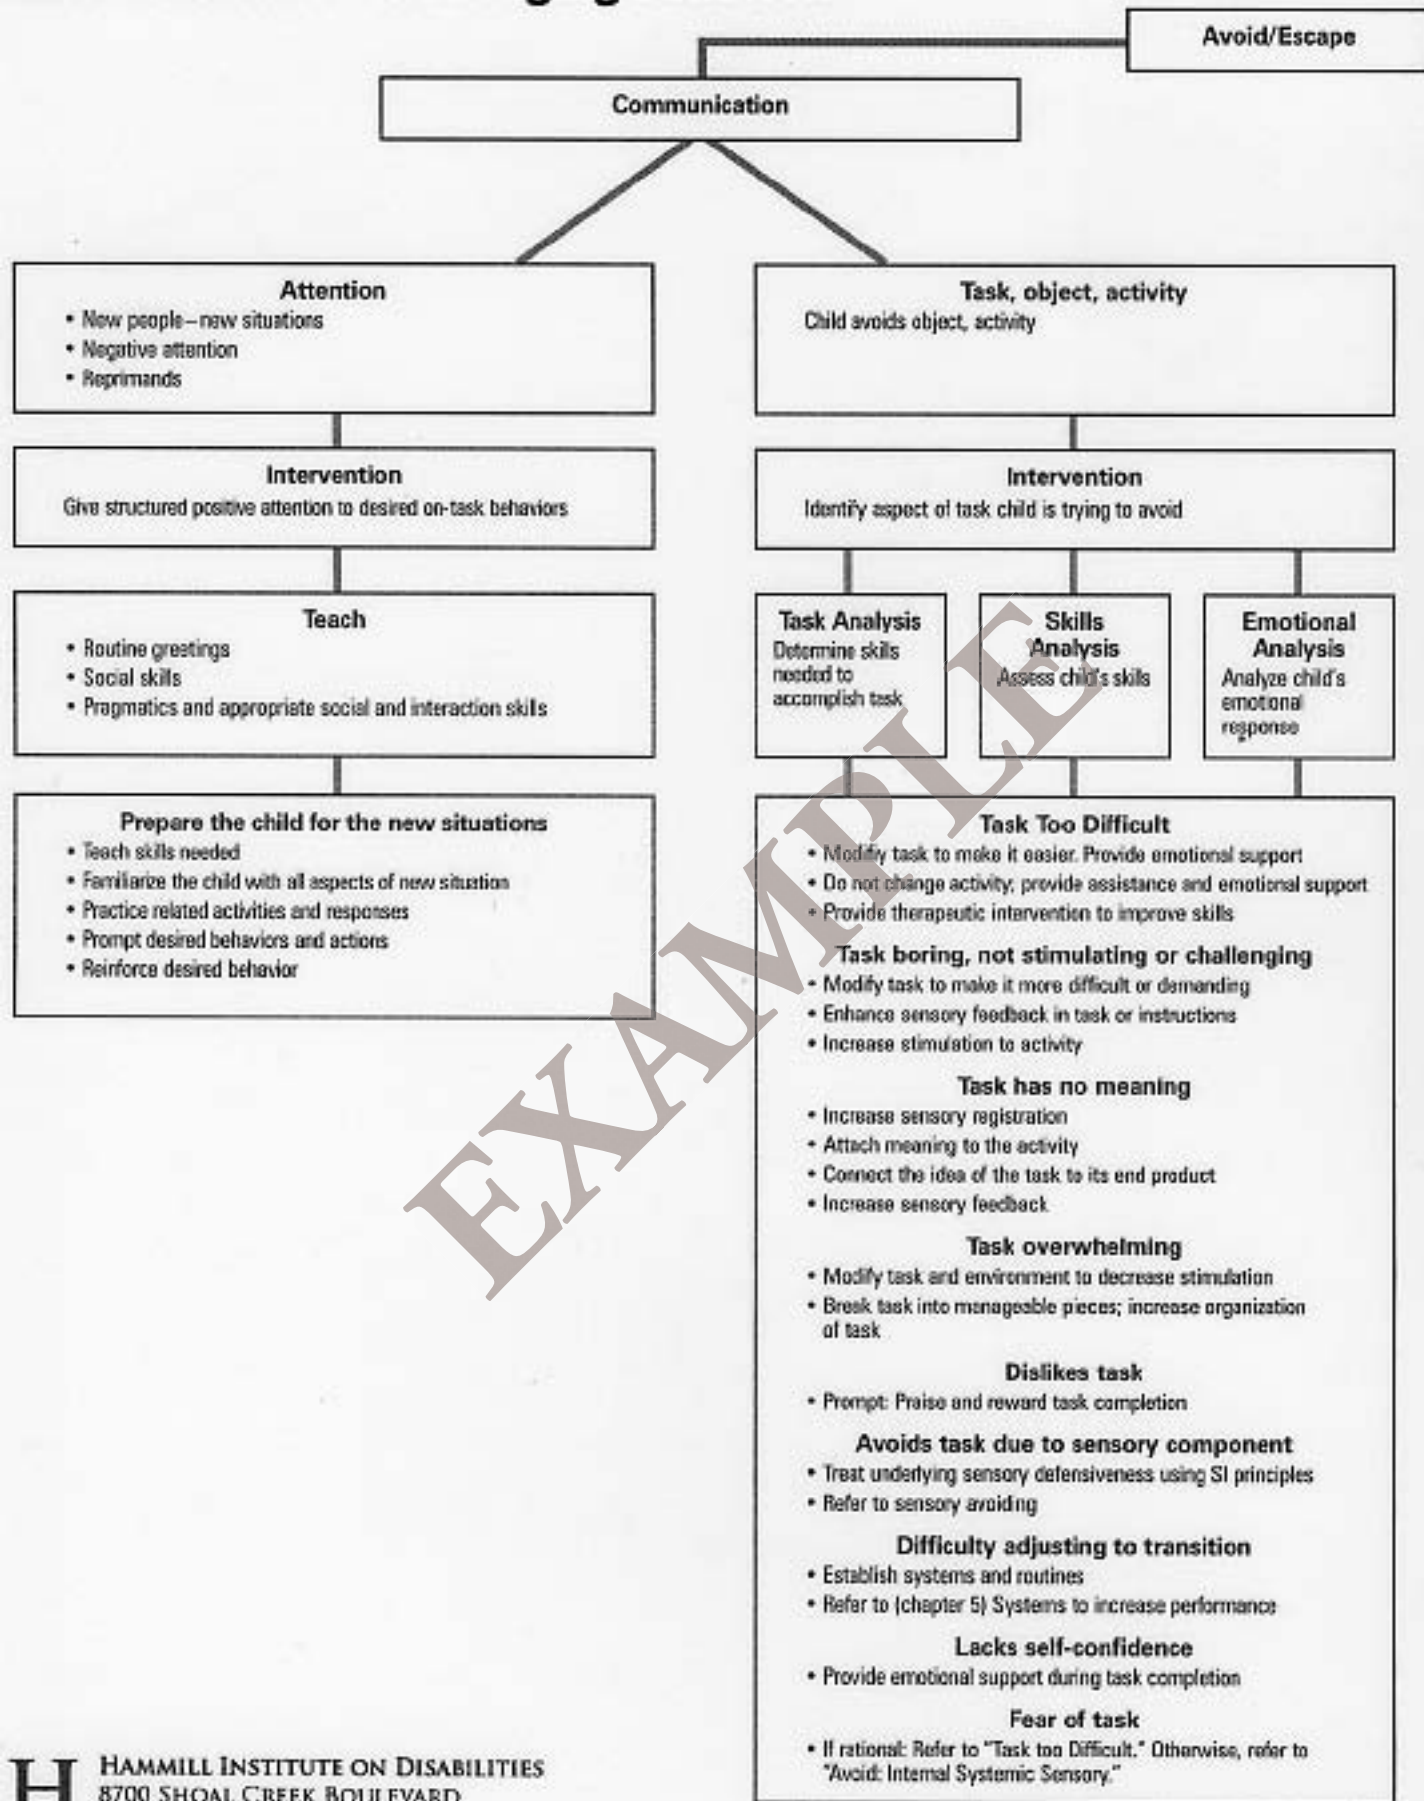 Avoid/Escape
Communication
Attention
• New people–new situations
• Negative attention
• Reprimands
Intervention
Give structured positive attention to desired on-task behaviors
Teach
• Routine greetings
• Social skills
• Pragmatics and appropriate social and interaction skills
Prepare the child for the new situations
• Teach skills needed
• Familiarize the child with all aspects of new situation
• Practice related activities and responses
• Prompt desired behaviors and actions
• Reinforce desired behavior
Task, object, activity
Child avoids object, activity
Intervention
Identify aspect of task child is trying to avoid
Task Analysis
Determine skills
needed to
accomplish task
Skills
Analysis
Assess child's skills
Emotional
Analysis
Analyze child's
emotional
response
Task Too Difficult
• Modifiy task to make it easier. Provide emotional support
• Do not change activity; provide assistance and emotional support
• Provide therapeutic intervention to improve skills
Task boring, not stimulating or challenging
• Modify task to make it more difficult or demanding
• Enhance sensory feedback in task or instructions
• Increase stimulation to activity
Task has no meaning
• Increase sensory registration
• Attach meaning to the activity
• Connect the idea of the task to its end product
• Increase sensory feedback
Task overwhelming
• Modify task and environment to decrease stimulation
• Break task into manageable pieces; increase organization
of task
Dislikes task
• Prompt: Praise and reward task completion
Avoids task due to sensory component
• Treat underlying sensory defensiveness using SI principles
• Refer to sensory avoiding
Difficulty adjusting to transition
• Establish systems and routines
• Refer to (chapter 5) Systems to increase performance
Lacks self-confidence
• Provide emotional support during task completion
Fear of task
• If rational: Refer to "Task too Difficult." Otherwise, refer to
"Avoid: Internal Systemic Sensory."
EXAMPLE
H
HAMMILL INSTITUTE ON DISABILITIES
8700 SHOAL CREEK BOULEVARD